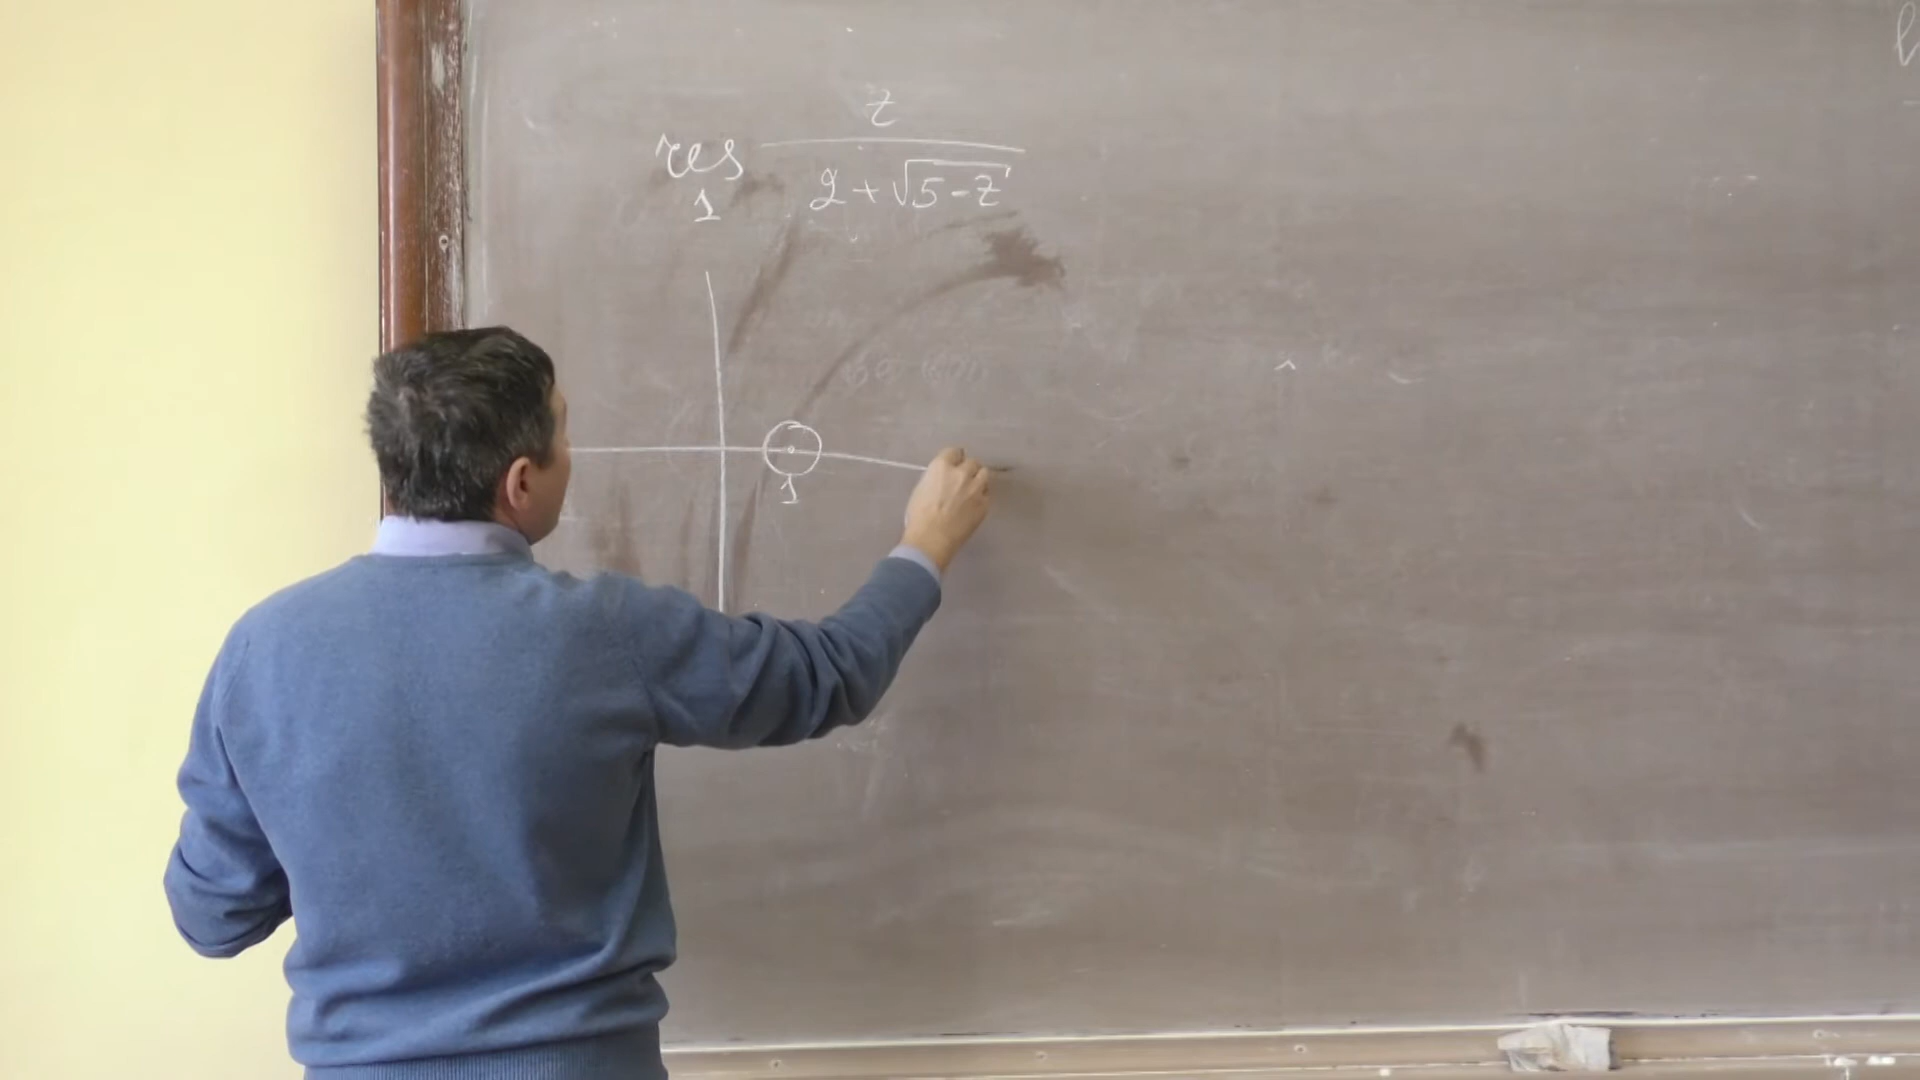 res z / (2 + √(5 - z))
1
1